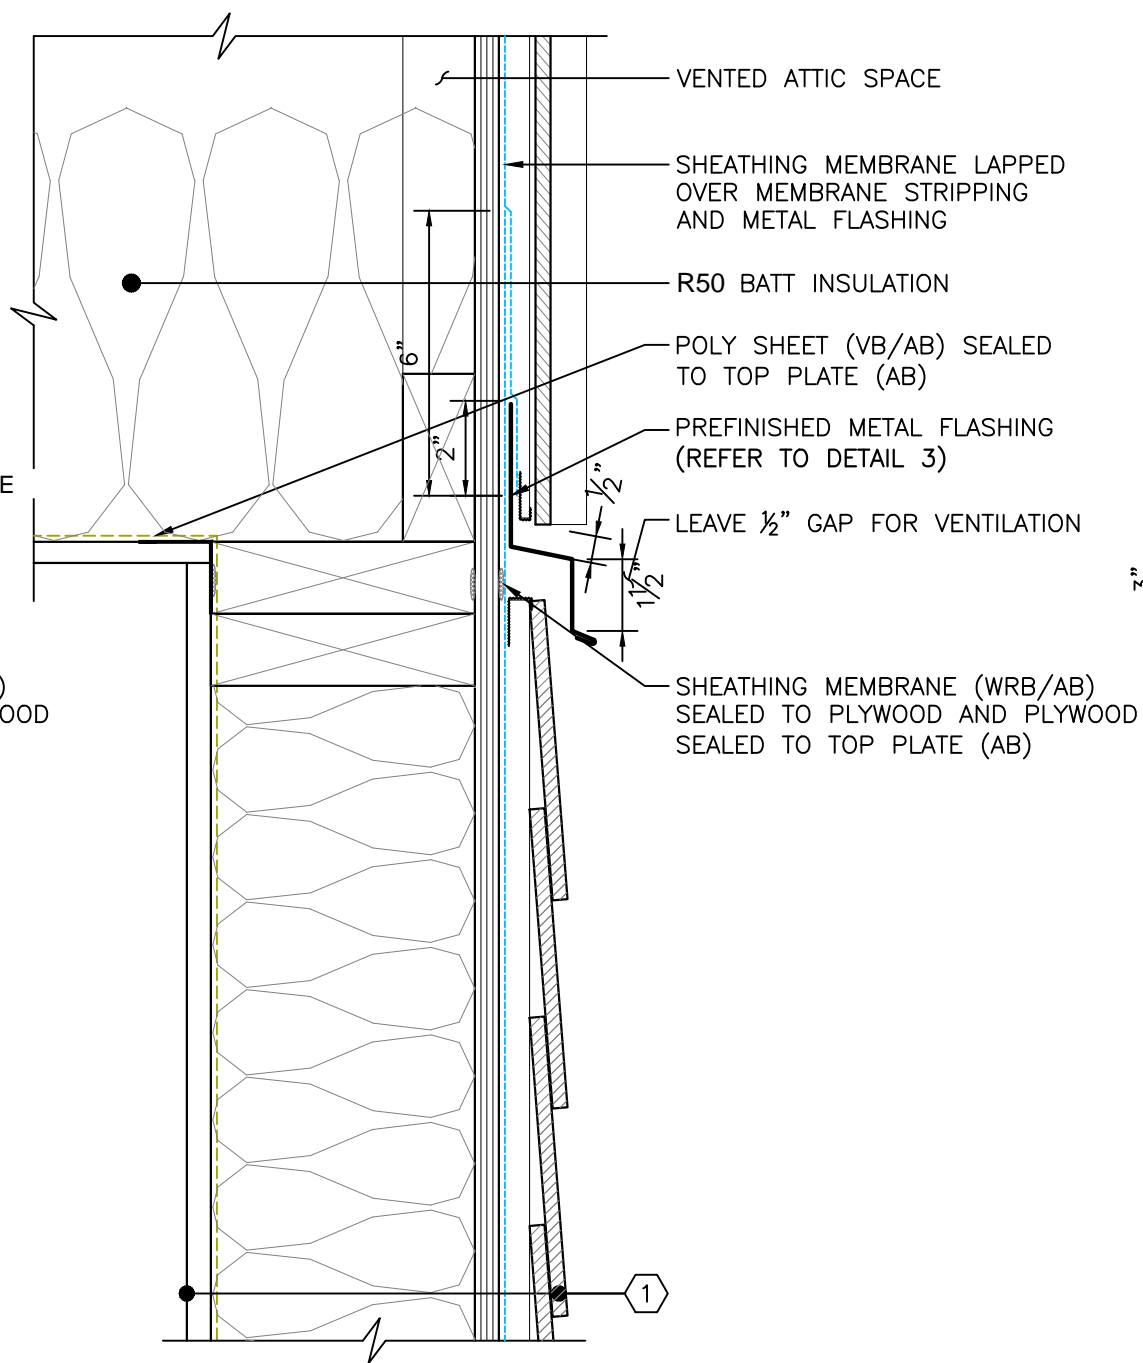 VENTED ATTIC SPACE
SHEATHING MEMBRANE LAPPED
OVER MEMBRANE STRIPPING
AND METAL FLASHING
R50 BATT INSULATION
POLY SHEET (VB/AB) SEALED
TO TOP PLATE (AB)
PREFINISHED METAL FLASHING
(REFER TO DETAIL 3)
LEAVE ½" GAP FOR VENTILATION
SHEATHING MEMBRANE (WRB/AB)
SEALED TO PLYWOOD AND PLYWOOD
SEALED TO TOP PLATE (AB)
6"
2"
½"
1½"
E
)
OOD
1